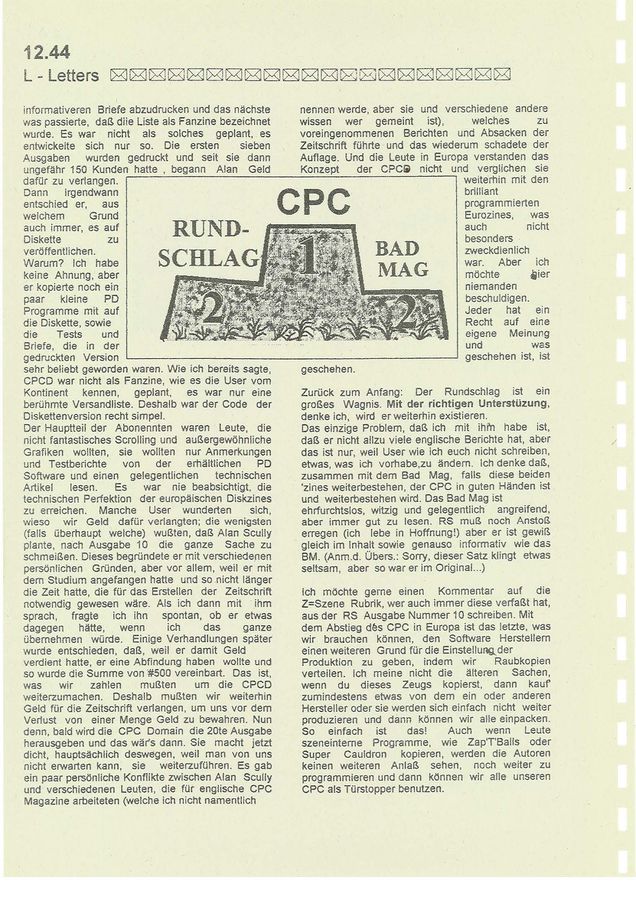 12.44
L - Letters
informativeren Briefe abzudrucken und das nächste
was passierte, daß diie Liste als Fanzine bezeichnet
wurde. Es war nicht als solches geplant, es
entwickeite sich nur so. Die ersten sieben
Ausgaben wurden gedruckt und seit sie dann
ungefähr 150 Kunden hatte , begann Alan Geld
dafür zu verlangen.
Dann irgendwann
entschied er, aus
welchem Grund
auch immer, es auf
Diskette zu
veröffentlichen.
Warum? Ich habe
keine Ahnung, aber
er kopierte noch ein
paar kleine PD
Programme mit auf
die Diskette, sowie
die Tests und
Briefe, die in der
gedruckten Version
sehr beliebt geworden waren. Wie ich bereits sagte,
CPCD war nicht als Fanzine, wie es die User vom
Kontinent kennen, geplant, es war nur eine
berühmte Versandliste. Deshalb war der Code der
Diskettenversion recht simpel.
Der Hauptteil der Abonennten waren Leute, die
nicht fantastisches Scrolling und außergewöhnliche
Grafiken wollten, sie wollten nur Anmerkungen
und Testberichte von der erhältlichen PD
Software und einen gelegentlichen technischen
Artikel lesen. Es war nie beabsichtigt, die
technischen Perfektion der europäischen Diskzines
zu erreichen. Manche User wunderten sich,
wieso wir Geld dafür verlangten; die wenigsten
(falls überhaupt welche) wußten, daß Alan Scully
plante, nach Ausgabe 10 die ganze Sache zu
schmeißen. Dieses begründete er mit verschiedenen
persönlichen Gründen, aber vor allem, weil er mit
dem Studium angefangen hatte und so nicht länger
die Zeit hatte, die für das Erstellen der Zeitschrift
notwendig gewesen wäre. Als ich dann mit ihm
sprach, fragte ich ihn spontan, ob er etwas
dagegen hätte, wenn ich das ganze
übernehmen würde. Einige Verhandlungen später
wurde entschieden, daß, weil er damit Geld
verdient hatte, er eine Abfindung haben wollte und
so wurde die Summe von #500 vereinbart. Das ist,
was wir zahlen mußten um die CPCD
weiterzumachen. Deshalb mußten wir weiterhin
Geld für die Zeitschrift verlangen, um uns vor dem
Verlust von einer Menge Geld zu bewahren. Nun
denn, bald wird die CPC Domain die 20te Ausgabe
herausgeben und das wär's dann. Sie macht jetzt
dicht, hauptsächlich deswegen, weil man von uns
nicht erwarten kann, sie weiterzuführen. Es gab
ein paar persönliche Konflikte zwischen Alan Scully
und verschiedenen Leuten, die für englische CPC
Magazine arbeiteten (welche ich nicht namentlich
CPC
RUND-
SCHLAG
BAD
MAG
1
2
2
nennen werde, aber sie und verschiedene andere
wissen wer gemeint ist), welches zu
voreingenommenen Berichten und Absacken der
Zeitschrift führte und das wiederum schadete der
Auflage. Und die Leute in Europa verstanden das
Konzept der CPCD nicht und verglichen sie
weiterhin mit den
brilliant
programmierten
Eurozines, was
auch nicht
besonders
zweckdienlich
war. Aber ich
möchte hier
niemanden
beschuldigen.
Jeder hat ein
Recht auf eine
eigene Meinung
und was
geschehen ist, ist
geschehen.
Zurück zum Anfang: Der Rundschlag ist ein
großes Wagnis. Mit der richtigen Unterstüzung,
denke ich, wird er weiterhin existieren.
Das einzige Problem, daß ich mit ihm habe ist,
daß er nicht allzu viele englische Berichte hat, aber
das ist nur, weil User wie ich euch nicht schreiben,
etwas, was ich vorhabe,zu ändern. Ich denke daß,
zusammen mit dem Bad Mag, falls diese beiden
'zines weiterbestehen, der CPC in guten Händen ist
und weiterbestehen wird. Das Bad Mag ist
ehrfurchtslos, witzig und gelegentlich angreifend,
aber immer gut zu lesen. RS muß noch Anstoß
erregen (ich lebe in Hoffnung!) aber er ist gewiß
gleich im Inhalt sowie genauso informativ wie das
BM. (Anm.d. Übers.: Sorry, dieser Satz klingt etwas
seltsam, aber so war er im Original...)
Ich möchte gerne einen Kommentar auf die
Z=Szene Rubrik, wer auch immer diese verfaßt hat,
aus der RS Ausgabe Nummer 10 schreiben. Mit
dem Abstieg des CPC in Europa ist das letzte, was
wir brauchen können, den Software Herstellern
einen weiteren Grund für die Einstellung der
Produktion zu geben, indem wir Raubkopien
verteilen. Ich meine nicht die älteren Sachen,
wenn du dieses Zeugs kopierst, dann kauf
zumindestens etwas von dem ein oder anderen
Hersteller oder sie werden sich einfach nicht weiter
produzieren und dann können wir alle einpacken.
So einfach ist das! Auch wenn Leute
szeneinterne Programme, wie Zap'T'Balls oder
Super Cauldron kopieren, werden die Autoren
keinen weiteren Anlaß sehen, noch weiter zu
programmieren und dann können wir alle unseren
CPC als Türstopper benutzen.